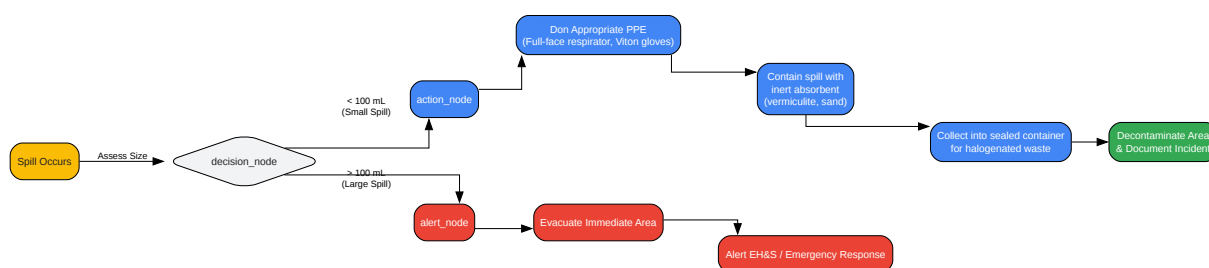 Don Appropriate PPE
(Full-face respirator, Viton gloves)
Contain spill with
inert absorbent
(vermiculite, sand)
< 100 mL
(Small Spill)
action_node
Collect into sealed container
for halogenated waste
Decontaminate Area
& Document Incident
Spill Occurs
Assess Size
decision_node
> 100 mL
(Large Spill)
alert_node
Evacuate Immediate Area
Alert EH&S / Emergency Response